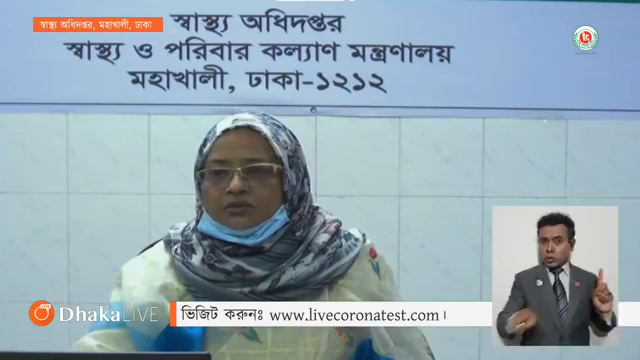 স্বাস্থ্য অধিদপ্তর, মহাখালী, ঢাকা
স্বাস্থ্য অধিদপ্তর
স্বাস্থ্য ও পরিবার কল্যাণ মন্ত্রণালয়
মহাখালী, ঢাকা-১২১২
LIVE
DhakaLIVE
ভিজিট করুনঃ www.livecoronatest.com।